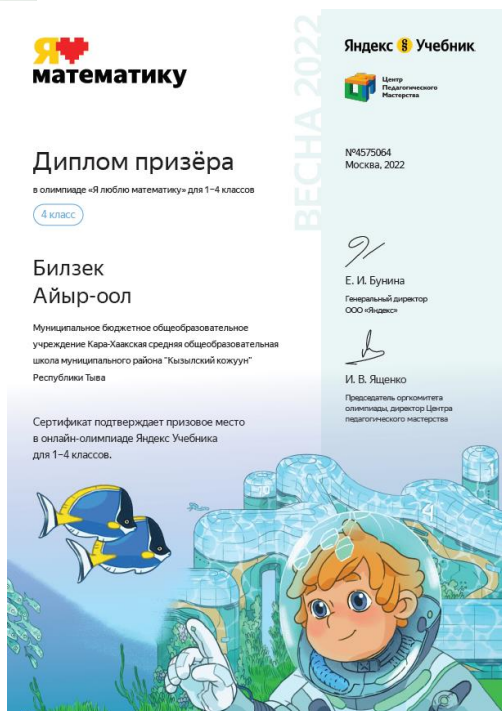 Я
математику
Диплом призёра
в олимпиаде «Я люблю математику» для 1–4 классов
4 класс
Билзек
Айыр-оол
Муниципальное бюджетное общеобразовательное
учреждение Кара-Хаакская средняя общеобразовательная
школа муниципального района "Кызылский кожуун"
Республики Тыва
Сертификат подтверждает призовое место
в онлайн-олимпиаде Яндекс Учебника
для 1–4 классов.
ВЕСНА 2022
Яндекс Учебник
Центр
Педагогического
Мастерства
№4575064
Москва, 2022
Е. И. Бунина
Генеральный директор
ООО «Яндекс»
И. В. Ященко
Председатель оргкомитета
олимпиады, директор Центра
педагогического мастерства